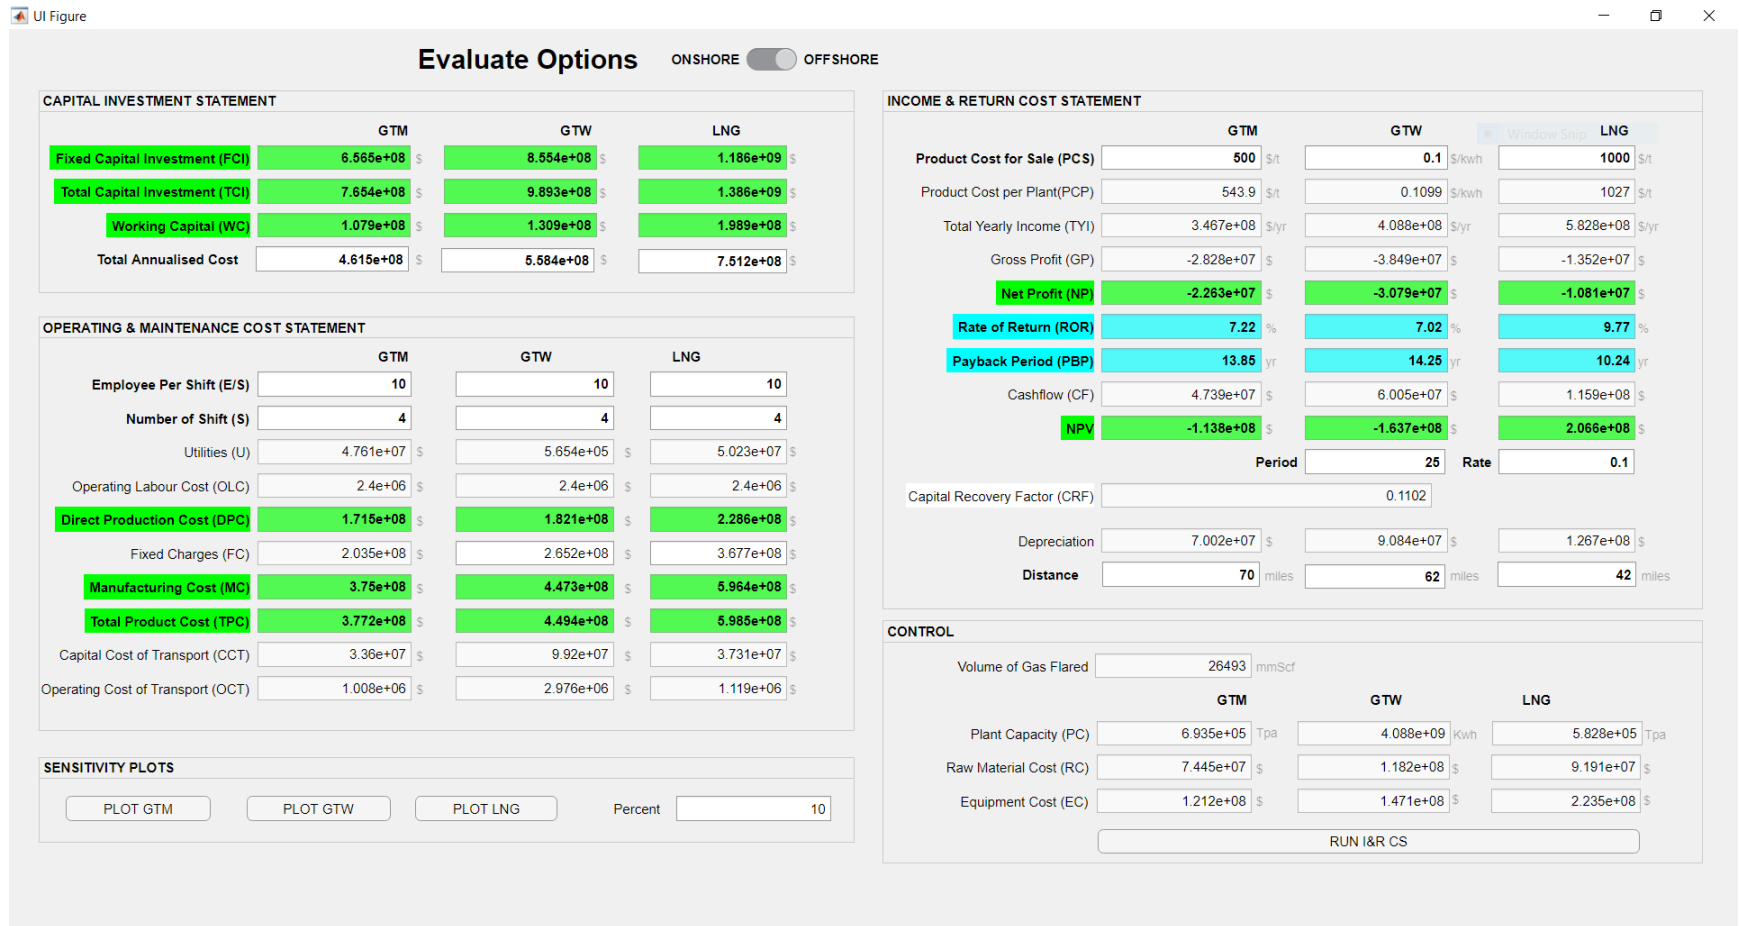 UI Figure
Evaluate Options ONSHORE OFFSHORE
CAPITAL INVESTMENT STATEMENT
GTM GTW LNG
Fixed Capital Investment (FCI) 6.565e+08 $ 8.554e+08 $ 1.186e+09 $
Total Capital Investment (TCI) 7.654e+08 $ 9.893e+08 $ 1.386e+09 $
Working Capital (WC) 1.079e+08 $ 1.309e+08 $ 1.989e+08 $
Total Annualised Cost 4.615e+08 $ 5.584e+08 $ 7.512e+08 $
OPERATING & MAINTENANCE COST STATEMENT
GTM GTW LNG
Employee Per Shift (E/S) 10 10 10
Number of Shift (S) 4 4 4
Utilities (U) 4.761e+07 $ 5.654e+05 $ 5.023e+07 $
Operating Labour Cost (OLC) 2.4e+06 $ 2.4e+06 $ 2.4e+06 $
Direct Production Cost (DPC) 1.715e+08 $ 1.821e+08 $ 2.286e+08 $
Fixed Charges (FC) 2.035e+08 $ 2.652e+08 $ 3.677e+08 $
Manufacturing Cost (MC) 3.75e+08 $ 4.473e+08 $ 5.964e+08 $
Total Product Cost (TPC) 3.772e+08 $ 4.494e+08 $ 5.985e+08 $
Capital Cost of Transport (CCT) 3.36e+07 $ 9.92e+07 $ 3.731e+07 $
Operating Cost of Transport (OCT) 1.008e+06 $ 2.976e+06 $ 1.119e+06 $
SENSITIVITY PLOTS
PLOT GTM PLOT GTW PLOT LNG Percent 10
INCOME & RETURN COST STATEMENT
GTM GTW Window Snip LNG
Product Cost for Sale (PCS) 500 $/t 0.1 $/kwh 1000 $/t
Product Cost per Plant(PCP) 543.9 $/t 0.1099 $/kwh 1027 $/t
Total Yearly Income (TYI) 3.467e+08 $/yr 4.088e+08 $/yr 5.828e+08 $/yr
Gross Profit (GP) -2.828e+07 $ -3.849e+07 $ -1.352e+07 $
Net Profit (NP) -2.263e+07 $ -3.079e+07 $ -1.081e+07 $
Rate of Return (ROR) 7.22 % 7.02 % 9.77 %
Payback Period (PBP) 13.85 yr 14.25 yr 10.24 yr
Cashflow (CF) 4.739e+07 $ 6.005e+07 $ 1.159e+08 $
NPV -1.138e+08 $ -1.637e+08 $ 2.066e+08 $
Period 25 Rate 0.1
Capital Recovery Factor (CRF) 0.1102
Depreciation 7.002e+07 $ 9.084e+07 $ 1.267e+08 $
Distance 70 miles 62 miles 42 miles
CONTROL
Volume of Gas Flared 26493 mmScf
GTM GTW LNG
Plant Capacity (PC) 6.935e+05 Tpa 4.088e+09 Kwh 5.828e+05 Tpa
Raw Material Cost (RC) 7.445e+07 $ 1.182e+08 $ 9.191e+07 $
Equipment Cost (EC) 1.212e+08 $ 1.471e+08 $ 2.235e+08 $
RUN I&R CS